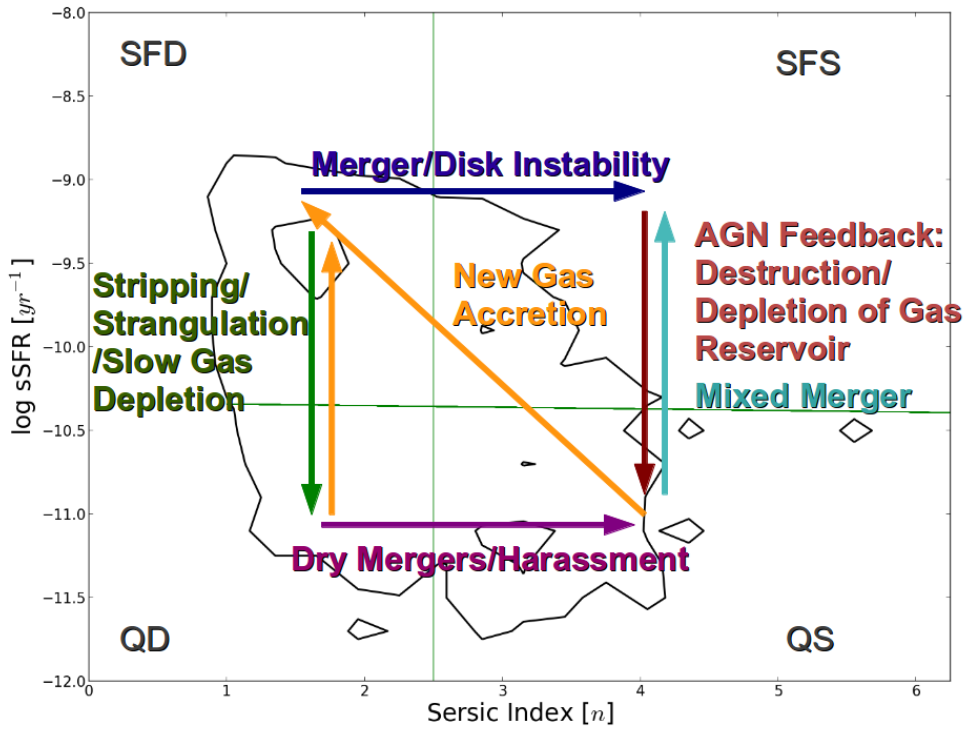 −8.0
SFD
SFS
−8.5
Merger/Disk Instability
−9.0
AGN Feedback:
Destruction/
Depletion of Gas
Reservoir
−9.5
New Gas
Accretion
Stripping/
Strangulation
/Slow Gas
Depletion
−10.0
Mixed Merger
−10.5
−11.0
Dry Mergers/Harassment
−11.5
QD
QS
−12.0
0 1 2 3 4 5 6
Sersic Index [n]
log sSFR [yr⁻¹]